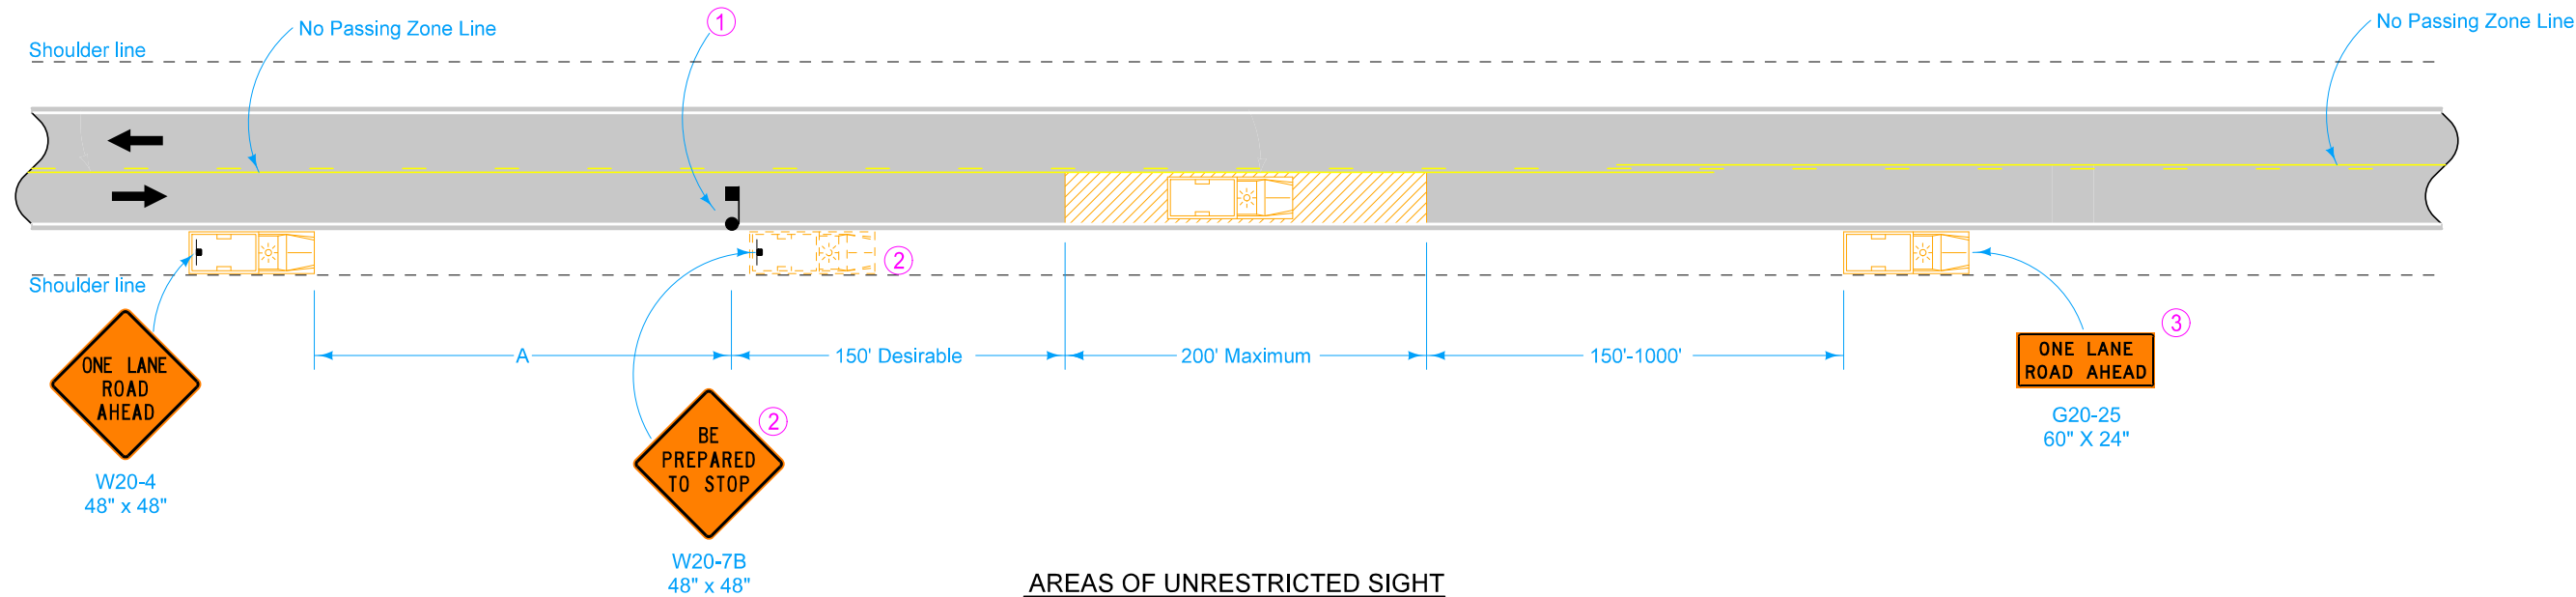 No Passing Zone Line
①
No Passing Zone Line
Shoulder line
②
Shoulder line
A
150' Desirable
200' Maximum
150'-1000'
ONE LANE
ROAD
AHEAD
W20-4
48" x 48"
BE
PREPARED
TO STOP
②
W20-7B
48" x 48"
ONE LANE
ROAD AHEAD
③
G20-25
60" X 24"
AREAS OF UNRESTRICTED SIGHT